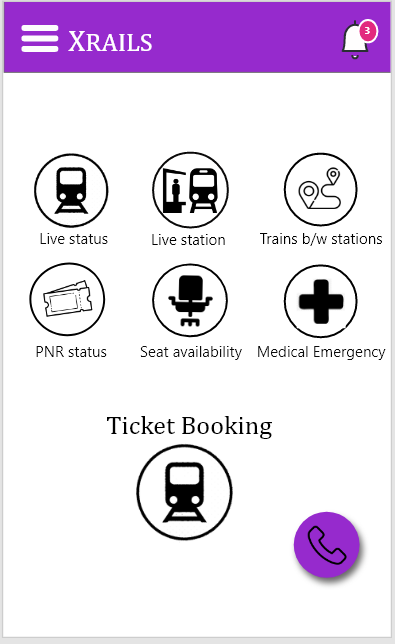 XRAILS
3
Live status
Live station
Trains b/w stations
PNR status
Seat availability
Medical Emergency
Ticket Booking